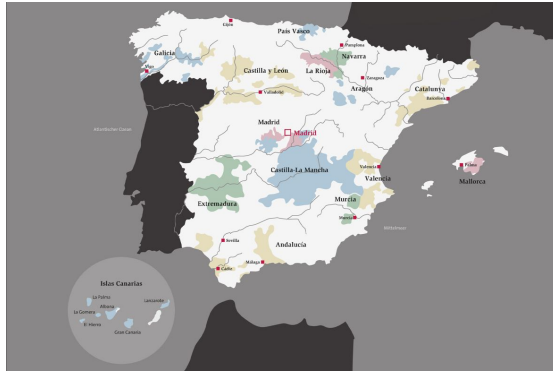 Gijón
País Vasco
Galicia
Pamplona
Navarra
Vigo
Castilla y León
La Rioja
Zaragoza
Valladolid
Aragón
Catalunya
Barcelona
Madrid
Madrid
Atlantischer Ozean
Castilla-La Mancha
Valencia
Valencia
Palma
Mallorca
Extremadura
Murcia
Murcia
Mittelmeer
Sevilla
Andalucía
Málaga
Cádiz
Islas Canarias
La Palma
Lanzarote
La Gomera
El Hierro
Gran Canaria